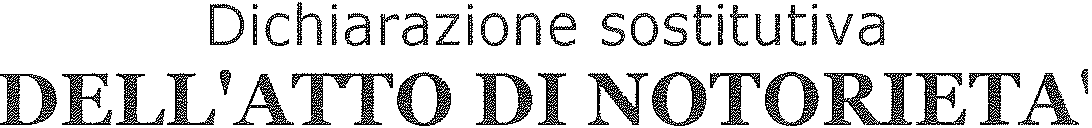 Dichiarazione sostitutiva
DELL'ATTO DI NOTORIETA'